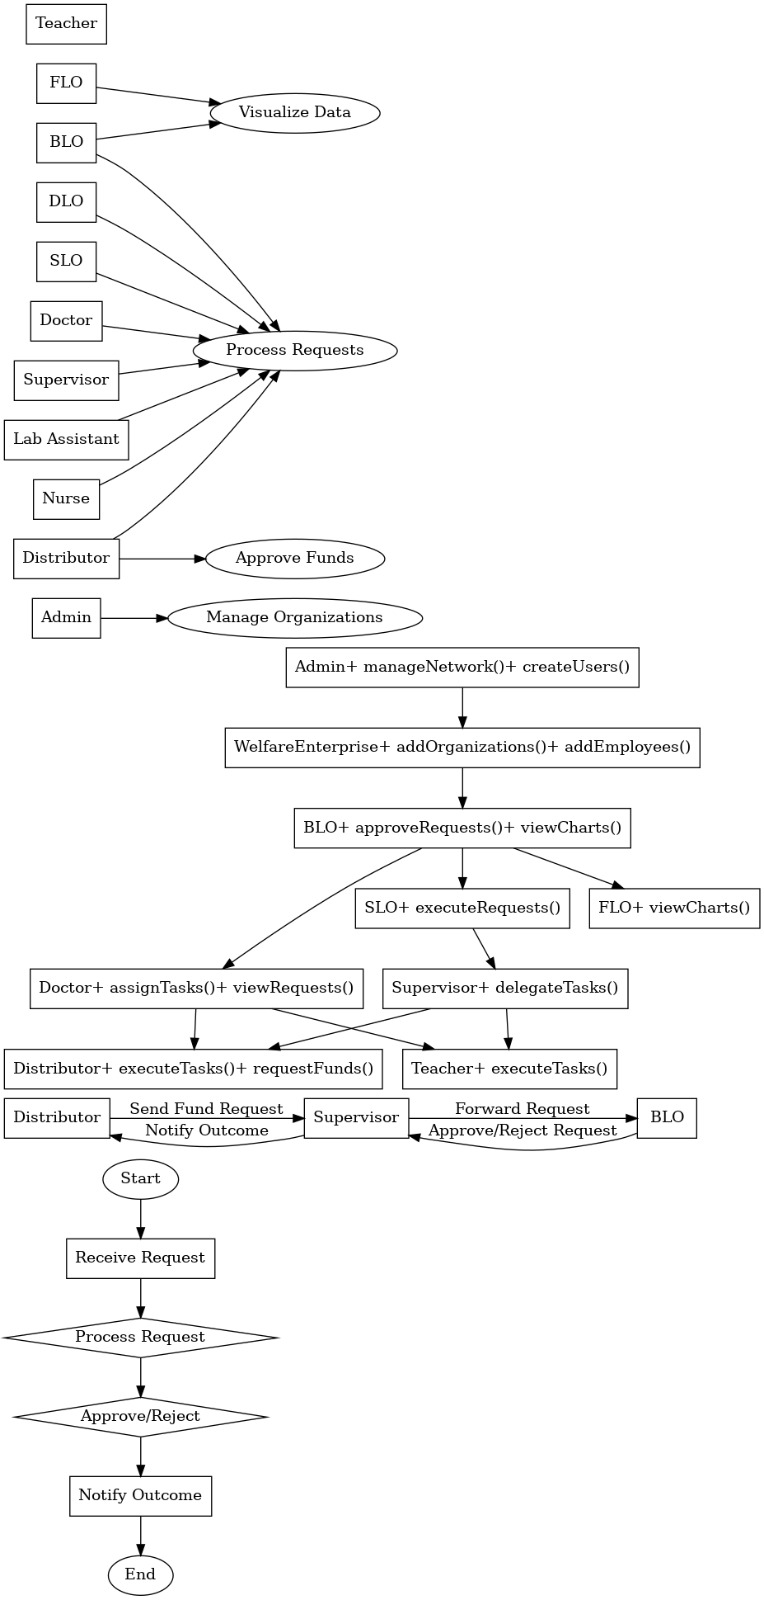 Teacher
FLO
Visualize Data
BLO
DLO
SLO
Doctor
Process Requests
Supervisor
Lab Assistant
Nurse
Distributor
Approve Funds
Admin
Manage Organizations
Admin+ manageNetwork()+ createUsers()
WelfareEnterprise+ addOrganizations()+ addEmployees()
BLO+ approveRequests()+ viewCharts()
SLO+ executeRequests()
FLO+ viewCharts()
Doctor+ assignTasks()+ viewRequests()
Supervisor+ delegateTasks()
Distributor+ executeTasks()+ requestFunds()
Teacher+ executeTasks()
Distributor
Send Fund Request
Notify Outcome
Supervisor
Forward Request
Approve/Reject Request
BLO
Start
Receive Request
Process Request
Approve/Reject
Notify Outcome
End